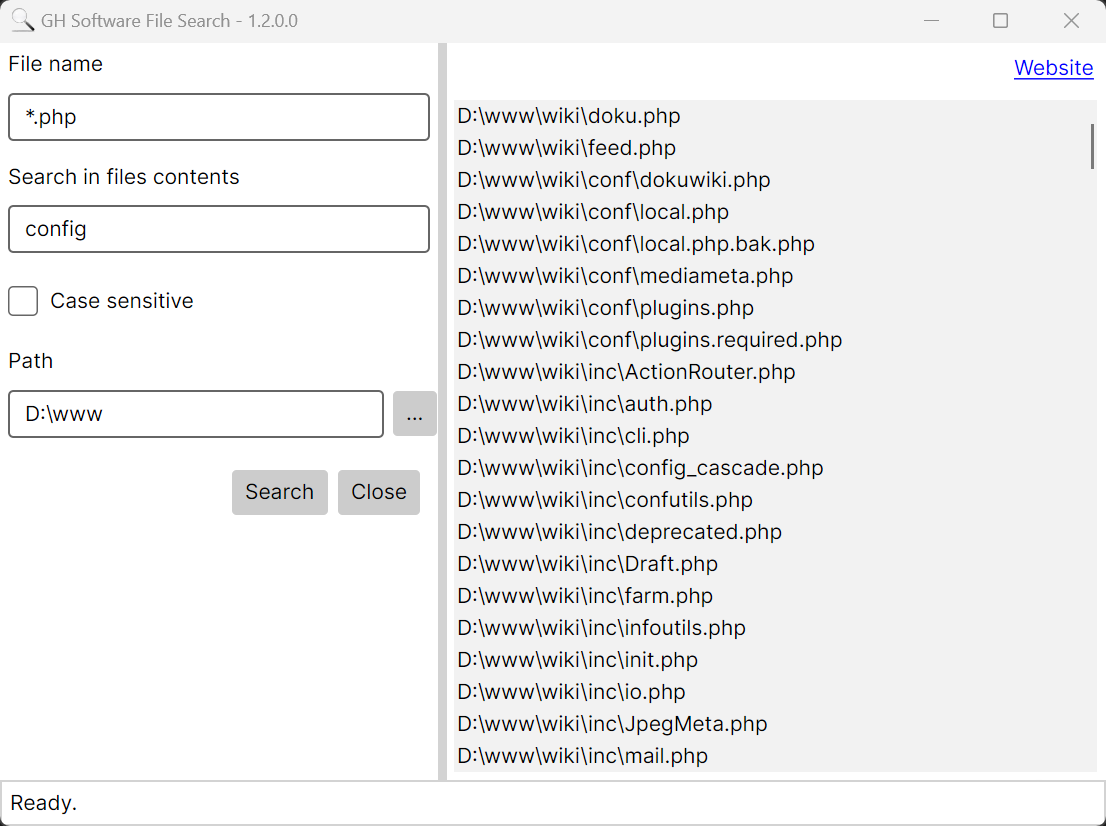 GH Software File Search - 1.2.0.0
File name
*.php
Search in files contents
config
Case sensitive
Path
D:\www
...
Search
Close
Website
D:\www\wiki\doku.php
D:\www\wiki\feed.php
D:\www\wiki\conf\dokuwiki.php
D:\www\wiki\conf\local.php
D:\www\wiki\conf\local.php.bak.php
D:\www\wiki\conf\mediameta.php
D:\www\wiki\conf\plugins.php
D:\www\wiki\conf\plugins.required.php
D:\www\wiki\inc\ActionRouter.php
D:\www\wiki\inc\auth.php
D:\www\wiki\inc\cli.php
D:\www\wiki\inc\config_cascade.php
D:\www\wiki\inc\confutils.php
D:\www\wiki\inc\deprecated.php
D:\www\wiki\inc\Draft.php
D:\www\wiki\inc\farm.php
D:\www\wiki\inc\infoutils.php
D:\www\wiki\inc\init.php
D:\www\wiki\inc\io.php
D:\www\wiki\inc\JpegMeta.php
D:\www\wiki\inc\mail.php
Ready.